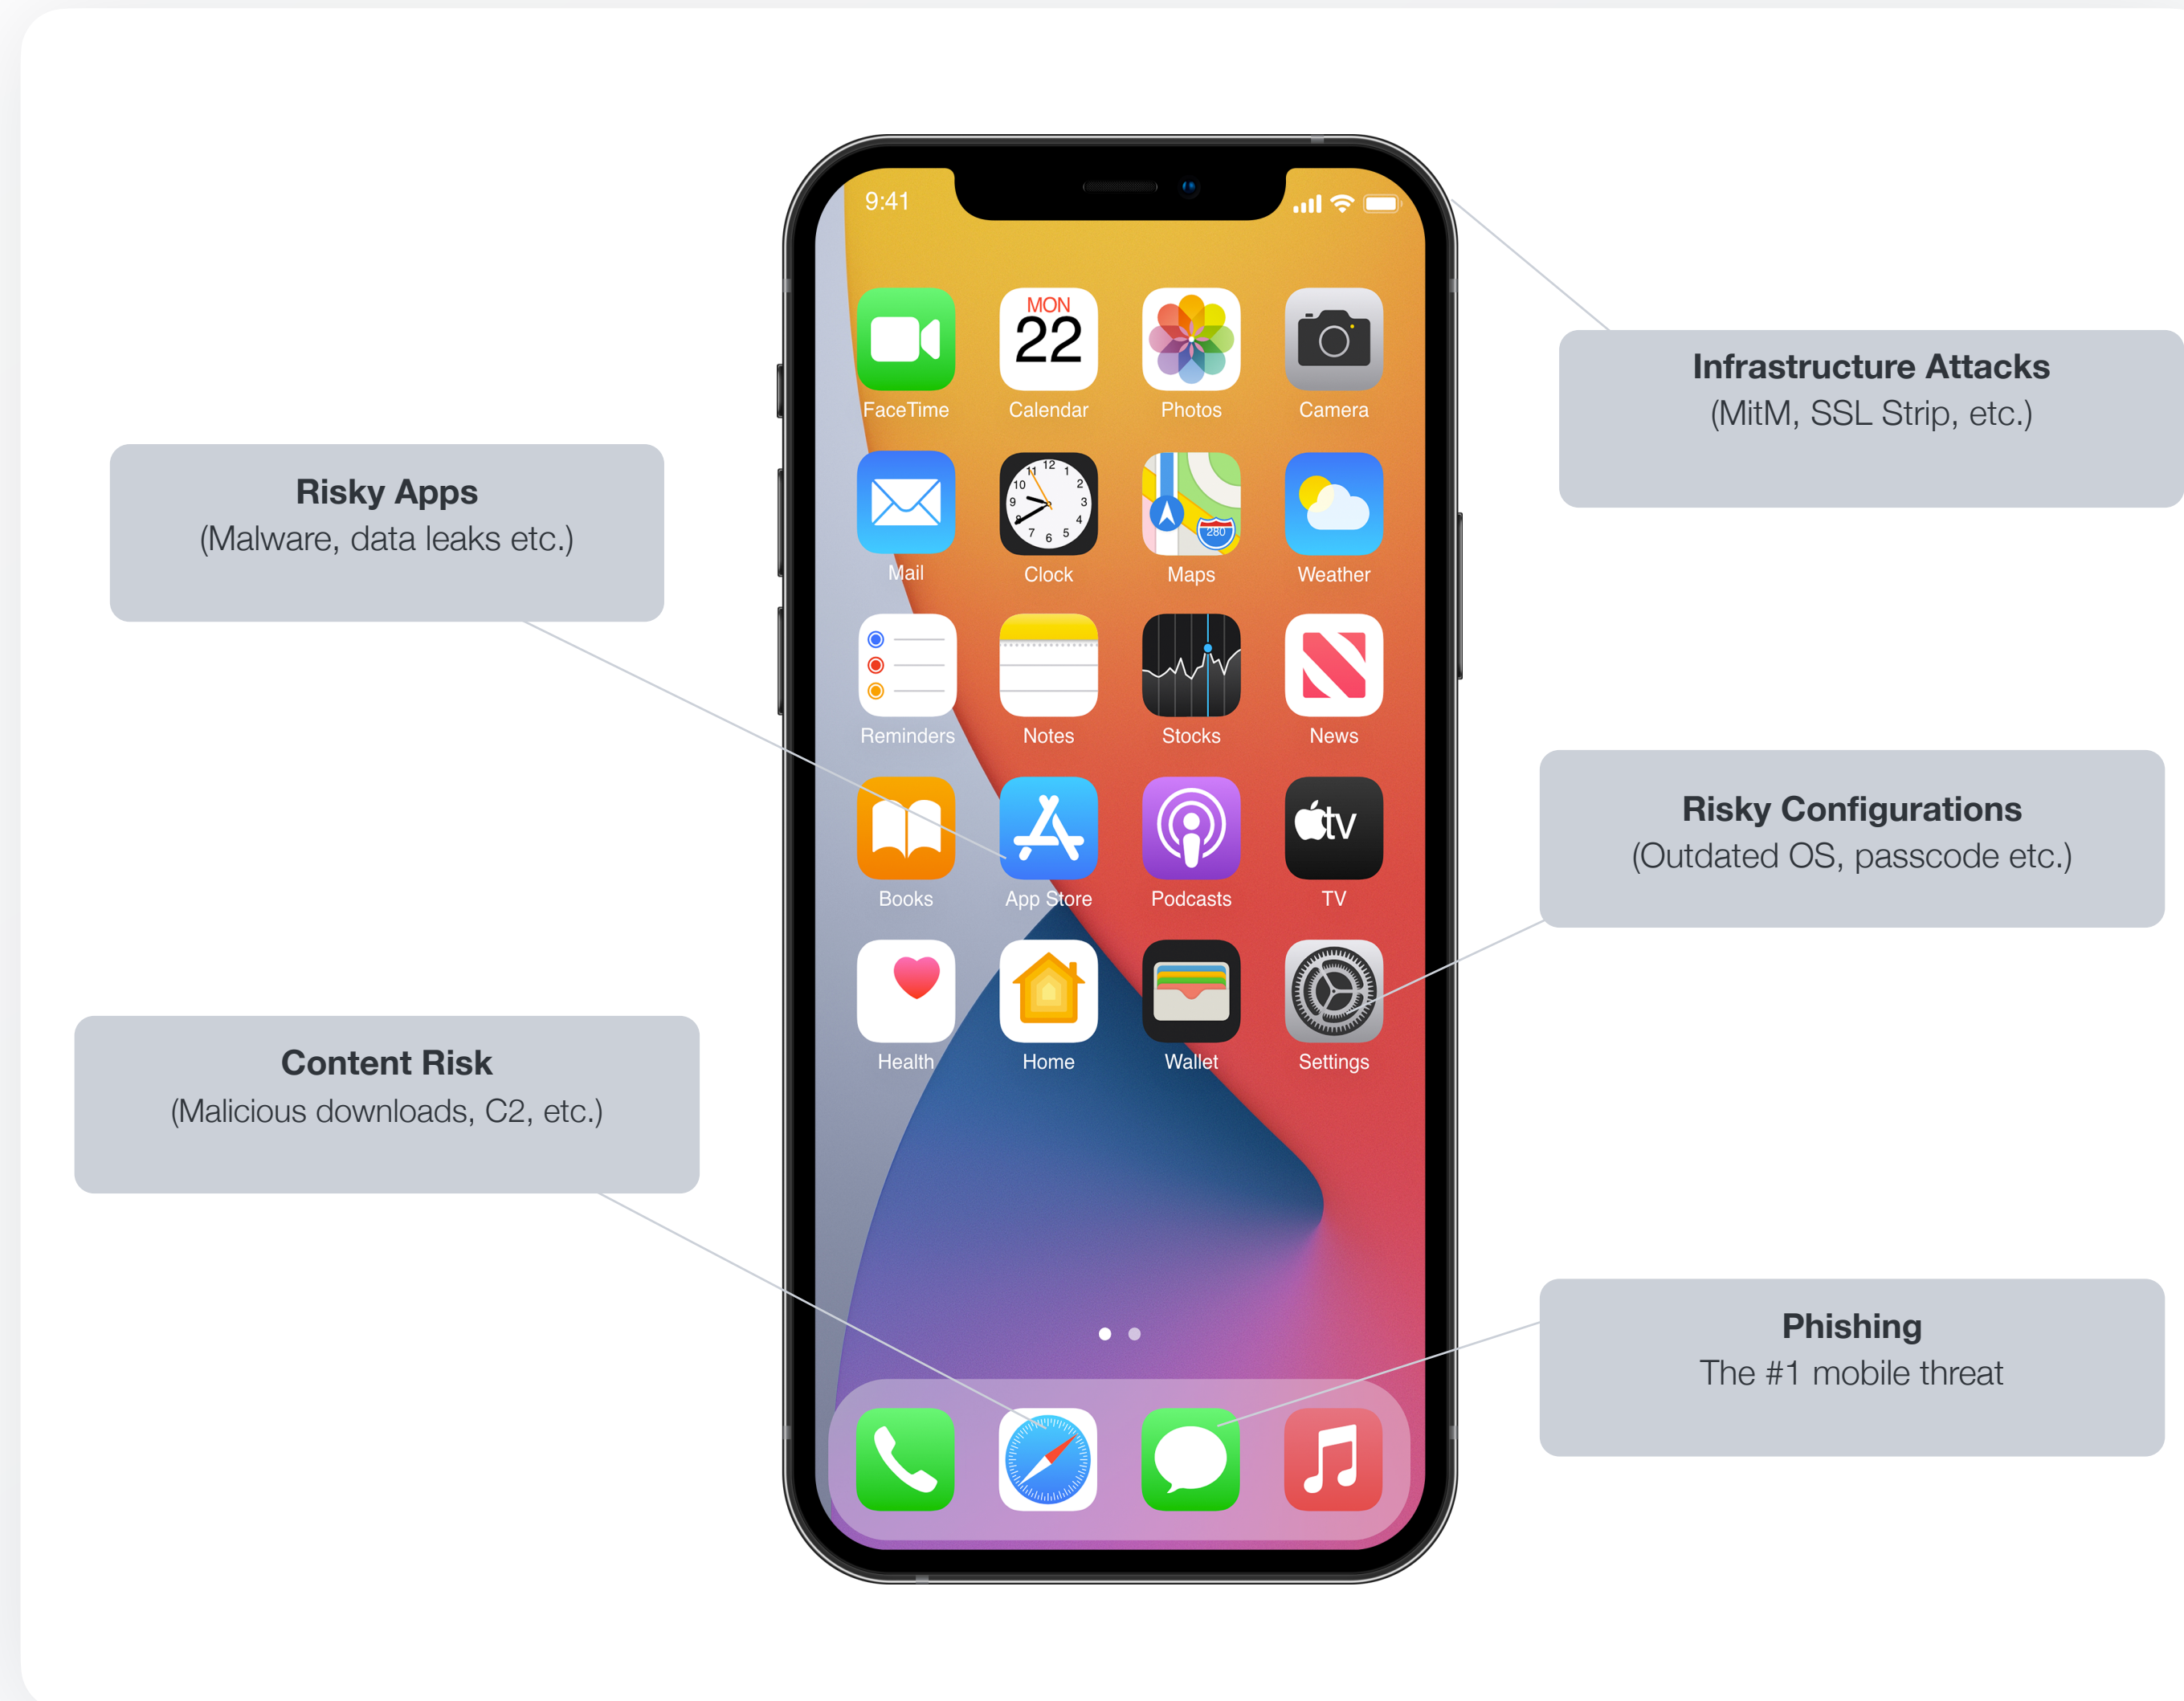 9:41
MON
22
FaceTime
Calendar
Photos
Camera
12
11
1
10
2
9
3
8
4
7
5
6
280
Mail
Clock
Maps
Weather
Reminders
Notes
Stocks
News
tv
Books
App Store
Podcasts
TV
Health
Home
Wallet
Settings
Risky Apps
(Malware, data leaks etc.)
Content Risk
(Malicious downloads, C2, etc.)
Infrastructure Attacks
(MitM, SSL Strip, etc.)
Risky Configurations
(Outdated OS, passcode etc.)
Phishing
The #1 mobile threat